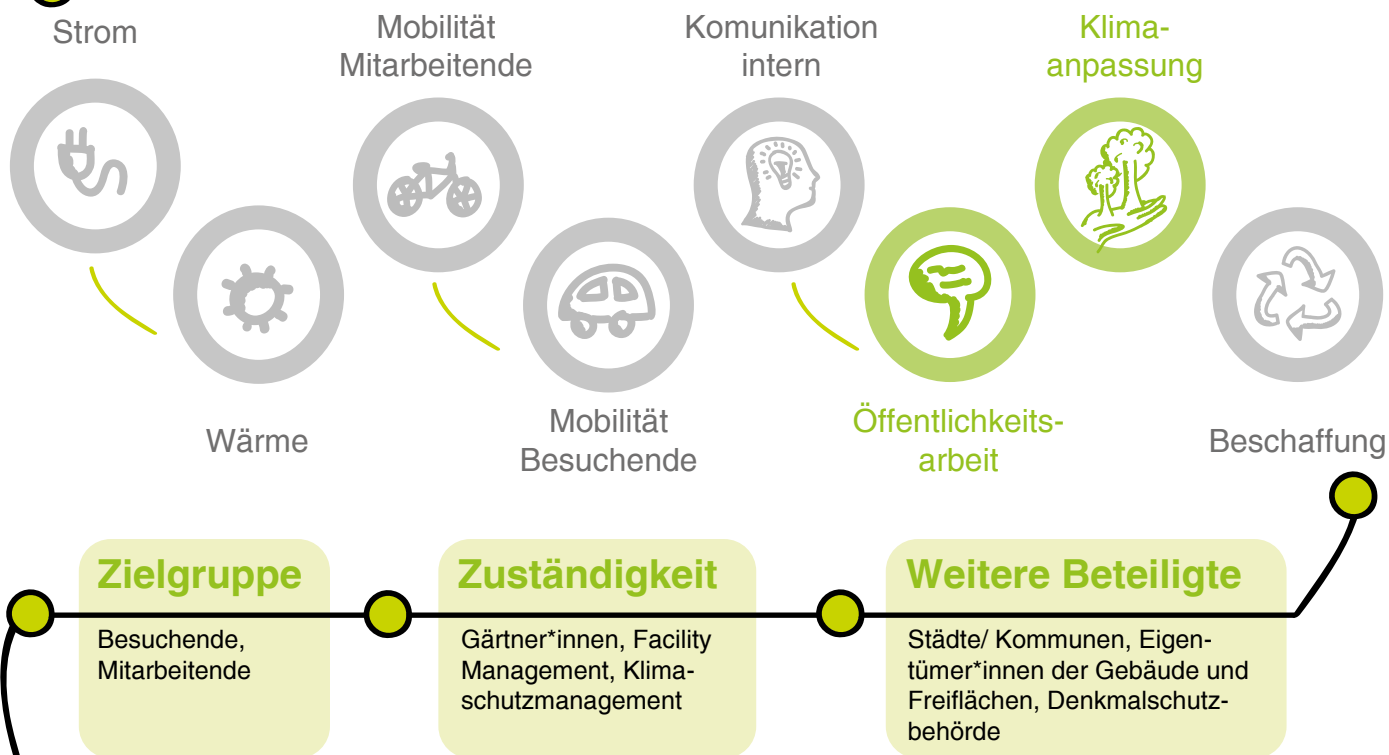 Strom
Mobilität
Mitarbeitende
Komunikation
intern
Klima-
anpassung
Wärme
Mobilität
Besuchende
Öffentlichkeits-
arbeit
Beschaffung
Zielgruppe
Besuchende,
Mitarbeitende
Zuständigkeit
Gärtner*innen, Facility
Management, Klima-
schutzmanagement
Weitere Beteiligte
Städte/ Kommunen, Eigen-
tümer*innen der Gebäude und
Freiflächen, Denkmalschutz-
behörde